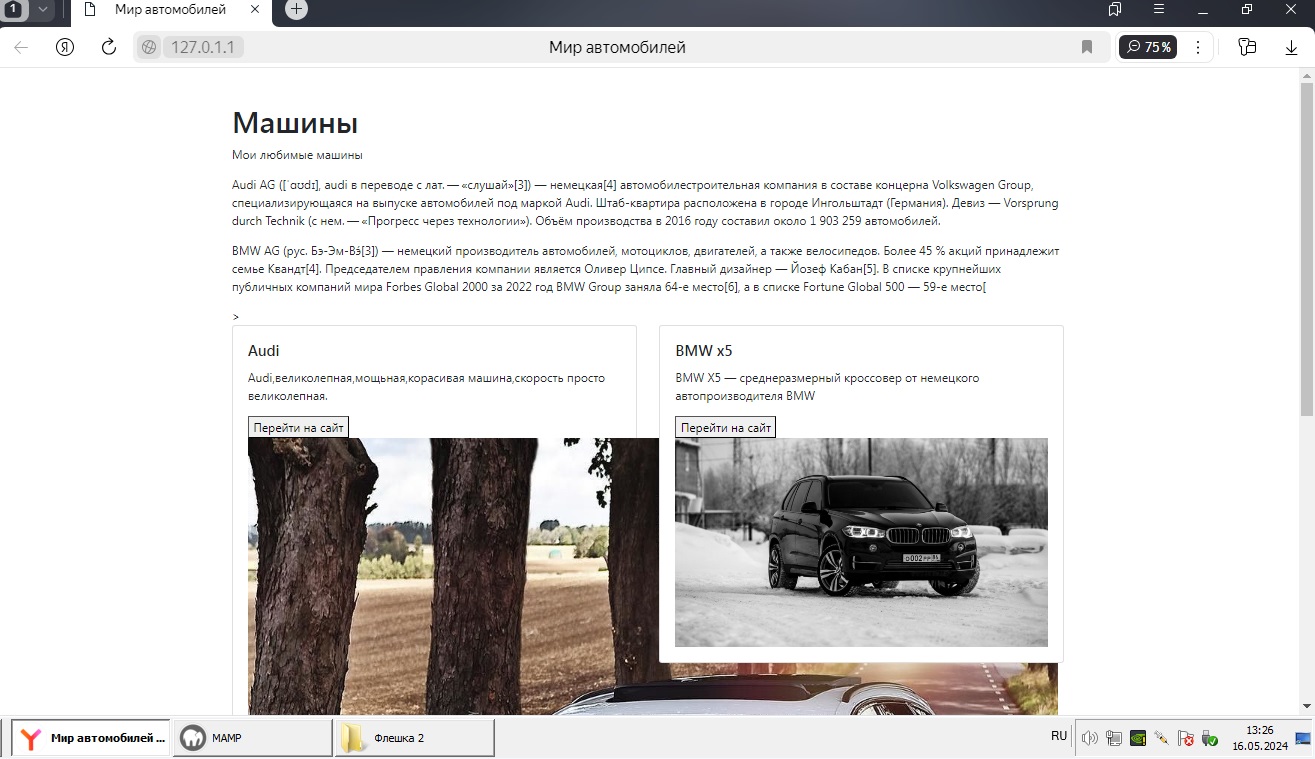 1
Мир автомобилей
127.0.1.1
Мир автомобилей
75 %
Машины
Мои любимые машины
Audi AG ([ˈaʊdɪ], audi в переводе с лат. — «слушай»[3]) — немецкая[4] автомобилестроительная компания в составе концерна Volkswagen Group,
специализирующаяся на выпуске автомобилей под маркой Audi. Штаб-квартира расположена в городе Ингольштадт (Германия). Девиз — Vorsprung
durch Technik (с нем. — «Прогресс через технологии»). Объём производства в 2016 году составил около 1 903 259 автомобилей.
BMW AG (рус. Бэ-Эм-Вэ́[3]) — немецкий производитель автомобилей, мотоциклов, двигателей, а также велосипедов. Более 45 % акций принадлежит
семье Квандт[4]. Председателем правления компании является Оливер Ципсе. Главный дизайнер — Йозеф Кабан[5]. В списке крупнейших
публичных компаний мира Forbes Global 2000 за 2022 год BMW Group заняла 64-е место[6], а в списке Fortune Global 500 — 59-е место[
>
Audi
Audi,великолепная,мощьная,корасивая машина,скорость просто
великолепная.
Перейти на сайт
BMW x5
BMW X5 — среднеразмерный кроссовер от немецкого
автопроизводителя BMW
Перейти на сайт
Мир автомобилей ...
MAMP
Флешка 2
RU
13:26
16.05.2024